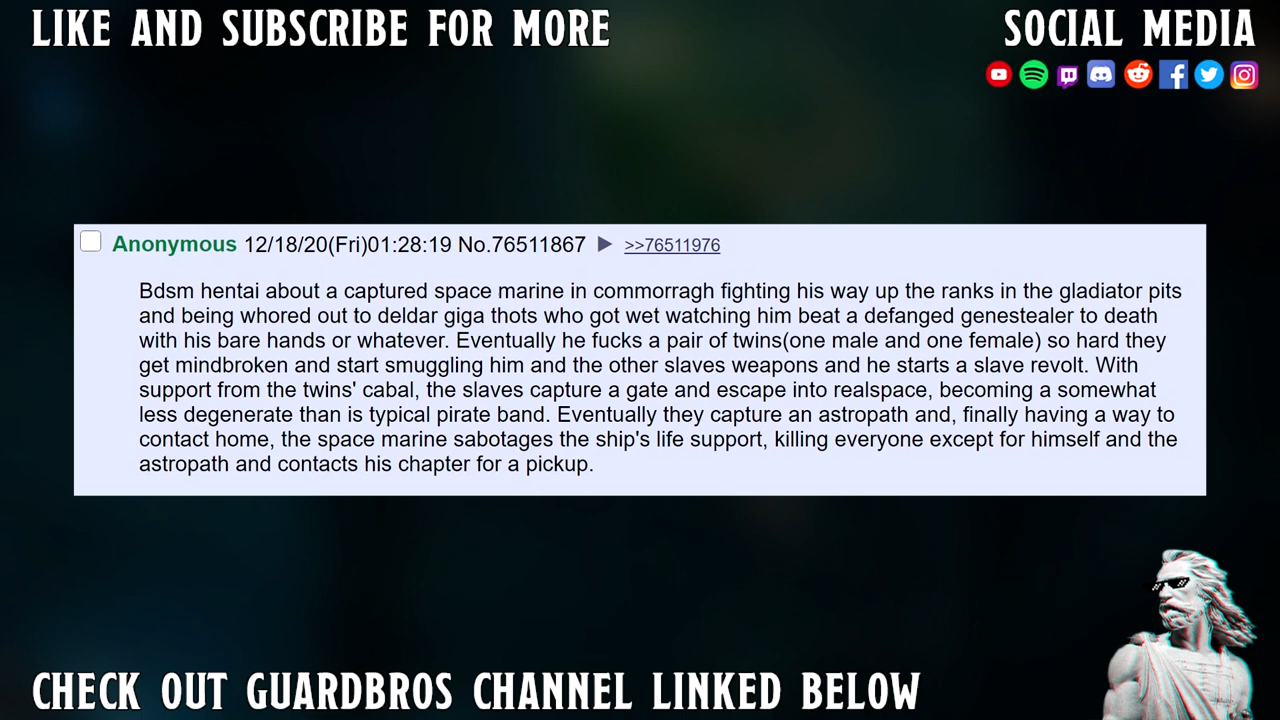 LIKE AND SUBSCRIBE FOR MORE
SOCIAL MEDIA
Anonymous 12/18/20(Fri)01:28:19 No.76511867 ▶ >>76511976
Bdsm hentai about a captured space marine in commorragh fighting his way up the ranks in the gladiator pits
and being whored out to deldar giga thots who got wet watching him beat a defanged genestealer to death
with his bare hands or whatever. Eventually he fucks a pair of twins(one male and one female) so hard they
get mindbroken and start smuggling him and the other slaves weapons and he starts a slave revolt. With
support from the twins' cabal, the slaves capture a gate and escape into realspace, becoming a somewhat
less degenerate than is typical pirate band. Eventually they capture an astropath and, finally having a way to
contact home, the space marine sabotages the ship's life support, killing everyone except for himself and the
astropath and contacts his chapter for a pickup.
CHECK OUT GUARDBROS CHANNEL LINKED BELOW